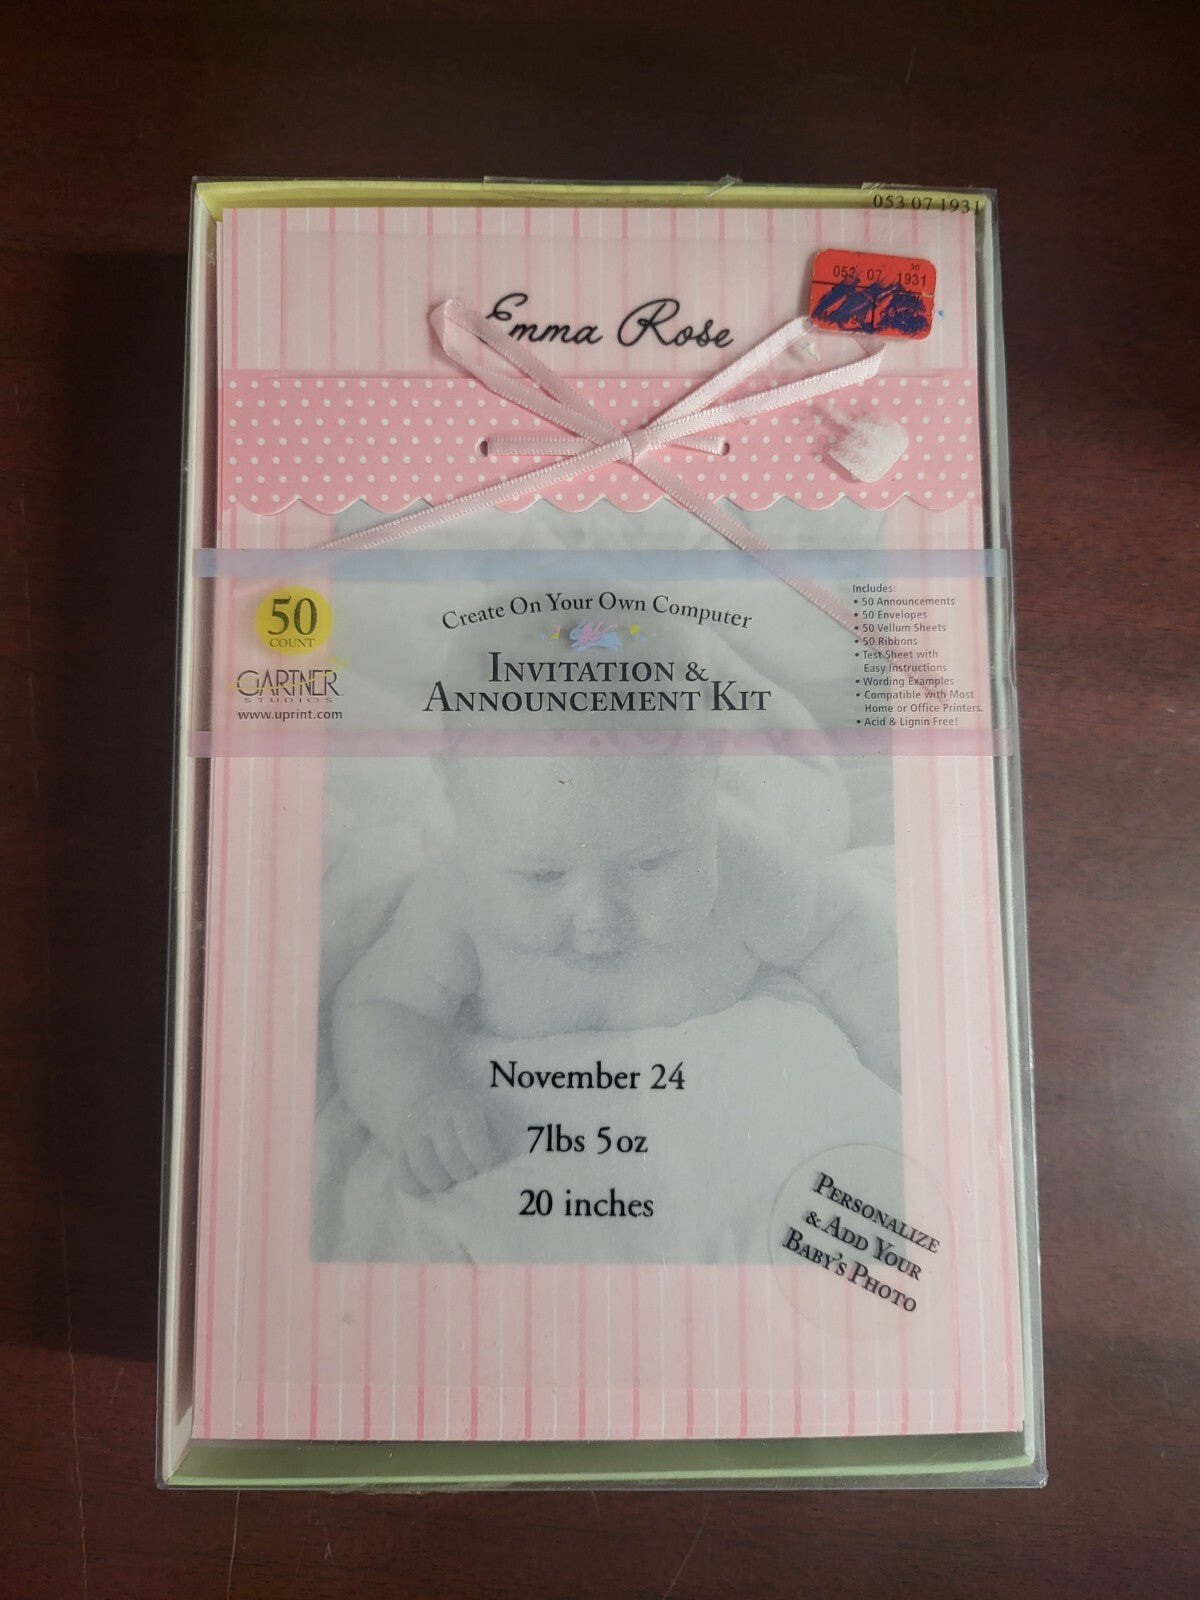 053 07 1931
30
053 07 1931
Emma Rose
50
COUNT
GARTNER
STUDIOS
www.uprint.com
Create On Your Own Computer
INVITATION &
ANNOUNCEMENT KIT
Includes:
• 50 Announcements
• 50 Envelopes
• 50 Vellum Sheets
• 50 Ribbons
• Test Sheet with
Easy Instructions
• Wording Examples
• Compatible with Most
Home or Office Printers.
• Acid & Lignin Free!
November 24
7lbs 5oz
20 inches
PERSONALIZE
& ADD YOUR
BABY'S PHOTO